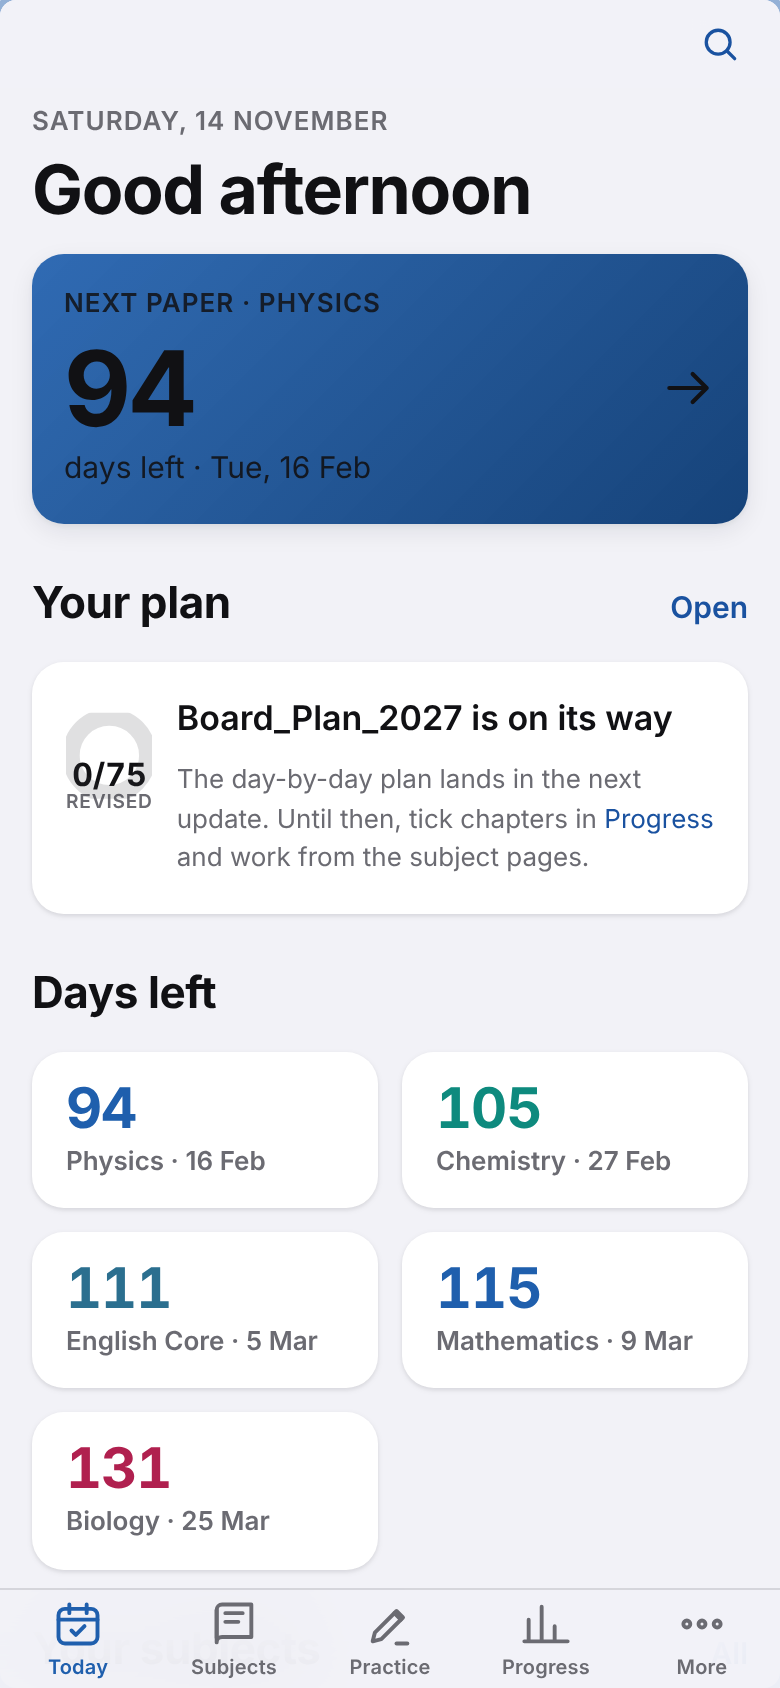 SATURDAY, 14 NOVEMBER
Good afternoon
NEXT PAPER · PHYSICS
94
days left · Tue, 16 Feb
Your plan
Open
0/75
REVISED
Board_Plan_2027 is on its way
The day-by-day plan lands in the next
update. Until then, tick chapters in Progress
and work from the subject pages.
Days left
94
Physics · 16 Feb
105
Chemistry · 27 Feb
111
English Core · 5 Mar
115
Mathematics · 9 Mar
131
Biology · 25 Mar
Your subjects
All
Today
Subjects
Practice
Progress
More